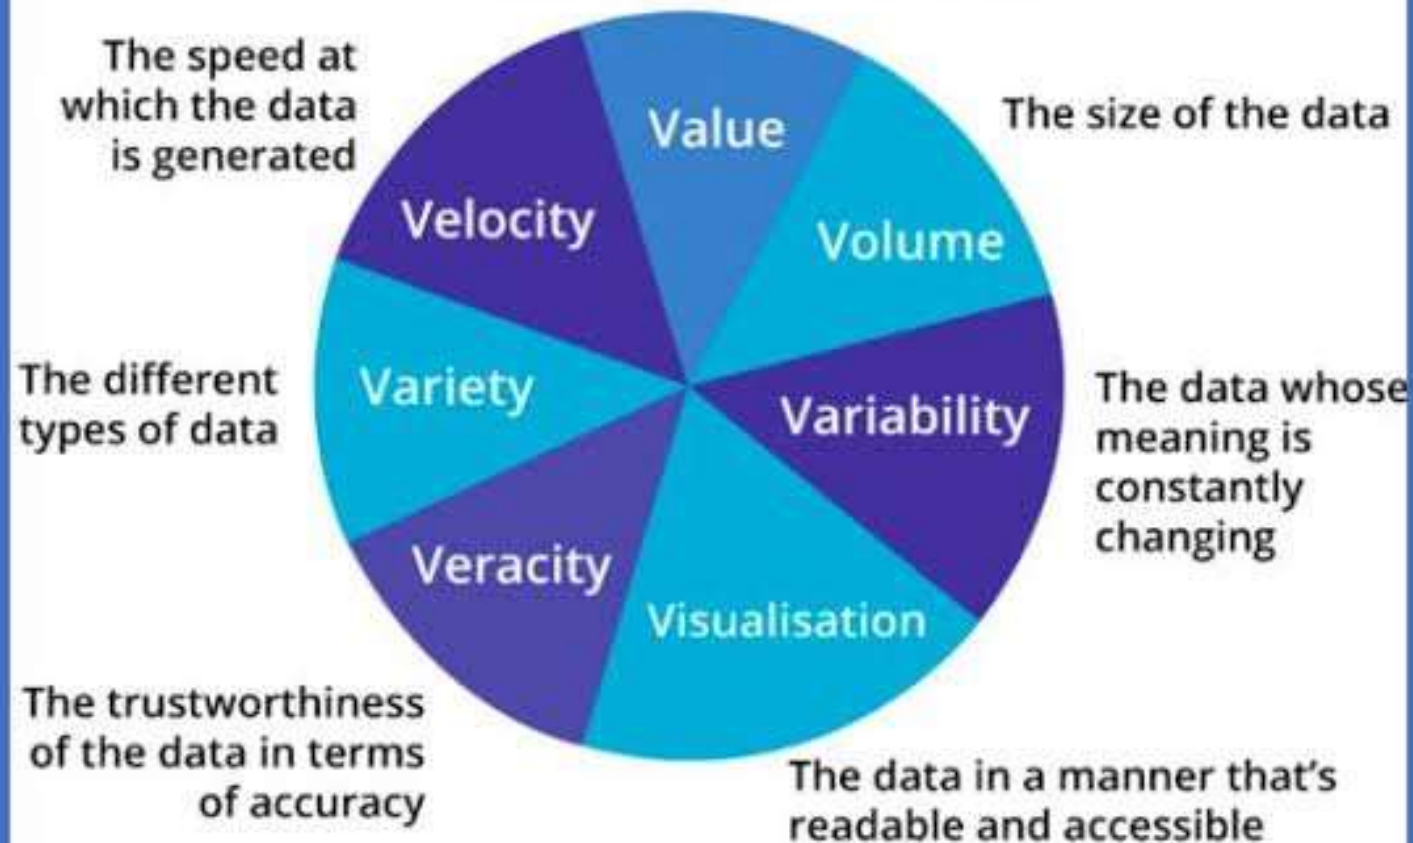 Value
The speed at
which the data
is generated
Velocity
The size of the data
Volume
The different
types of data
Variety
Variability
The data whose
meaning is
constantly
changing
Veracity
The trustworthiness
of the data in terms
of accuracy
Visualisation
The data in a manner that's
readable and accessible